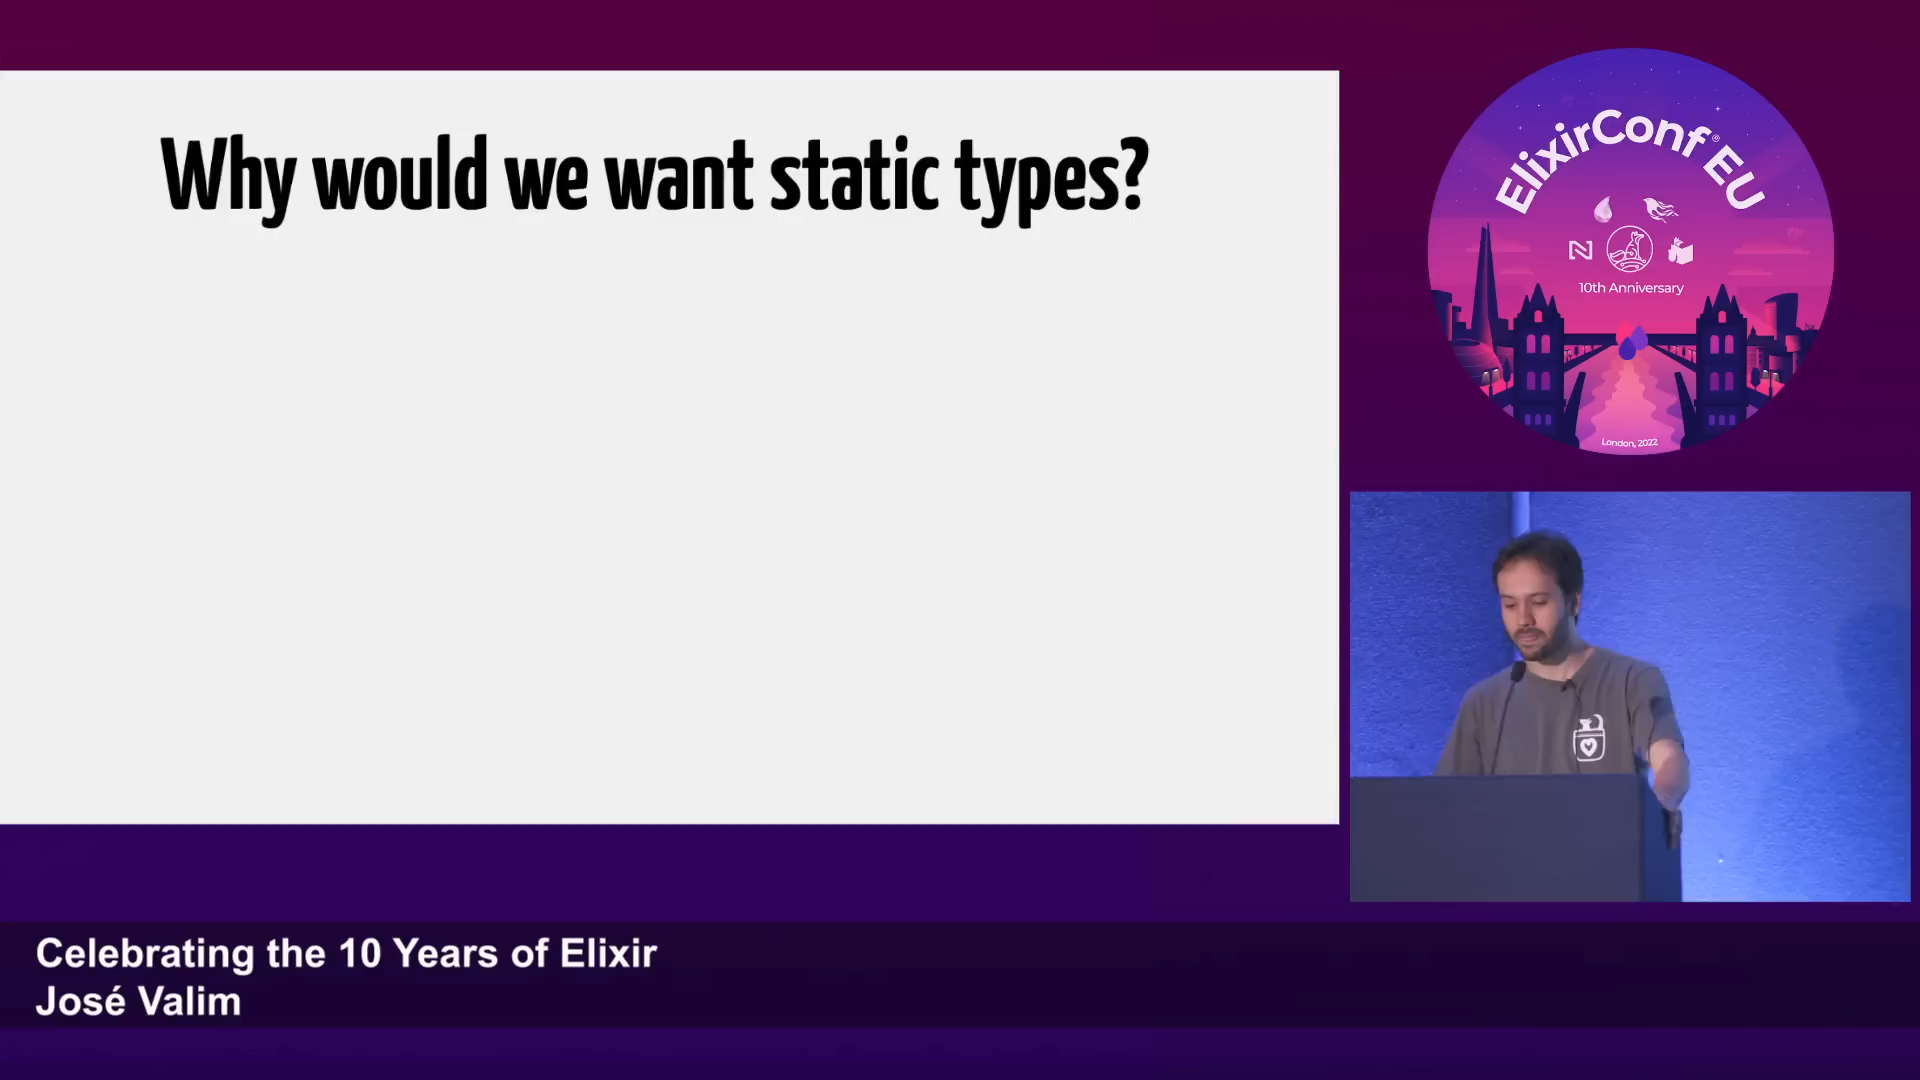 Why would we want static types?
ElixirConf® EU
10th Anniversary
London, 2022
Celebrating the 10 Years of Elixir
José Valim